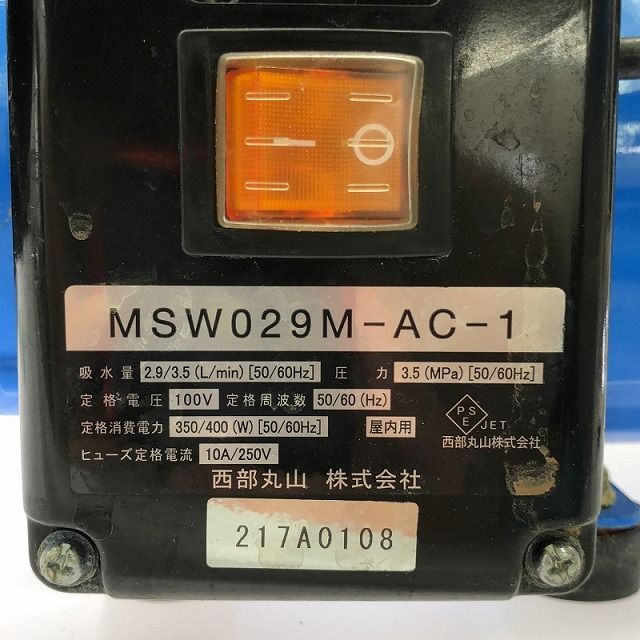 MSW029M-AC-1
吸水量 2.9/3.5(L/min)[50/60Hz] 圧力 3.5(MPa)[50/60Hz]
定格電圧 100V 定格周波数 50/60(Hz)
定格消費電力 350/400(W)[50/60Hz] 屋内用
ヒューズ定格電流 10A/250V
PSE JET
西部丸山株式会社
西部丸山 株式会社
217A0108